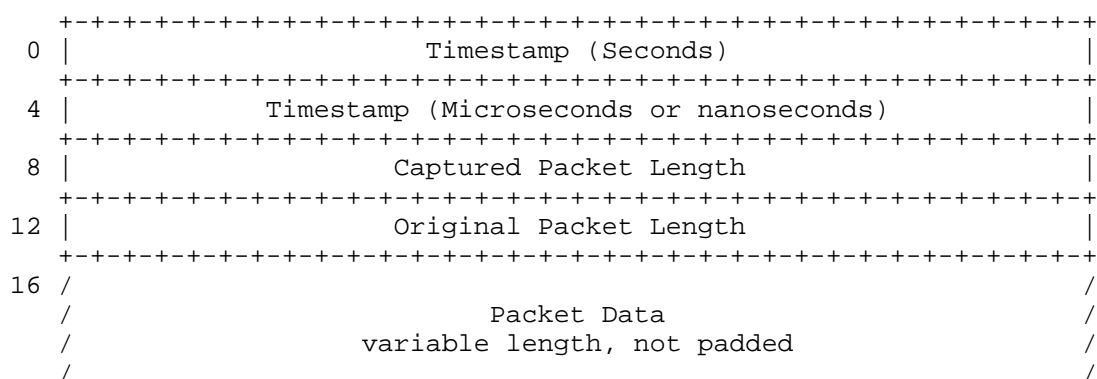 +-+-+-+-+-+-+-+-+-+-+-+-+-+-+-+-+-+-+-+-+-+-+-+-+-+-+-+-+-+-+-+-+
0 | Timestamp (Seconds) |
+-+-+-+-+-+-+-+-+-+-+-+-+-+-+-+-+-+-+-+-+-+-+-+-+-+-+-+-+-+-+-+-+
4 | Timestamp (Microseconds or nanoseconds) |
+-+-+-+-+-+-+-+-+-+-+-+-+-+-+-+-+-+-+-+-+-+-+-+-+-+-+-+-+-+-+-+-+
8 | Captured Packet Length |
+-+-+-+-+-+-+-+-+-+-+-+-+-+-+-+-+-+-+-+-+-+-+-+-+-+-+-+-+-+-+-+-+
12 | Original Packet Length |
+-+-+-+-+-+-+-+-+-+-+-+-+-+-+-+-+-+-+-+-+-+-+-+-+-+-+-+-+-+-+-+-+
16 / /
/ Packet Data /
/ variable length, not padded /
/ /